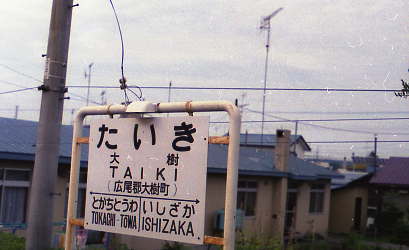 たいき
大樹
TAIKI
(広尾郡大樹町)
とかちとうわ いしざか
TOKACHI-TOWA ISHIZAKA